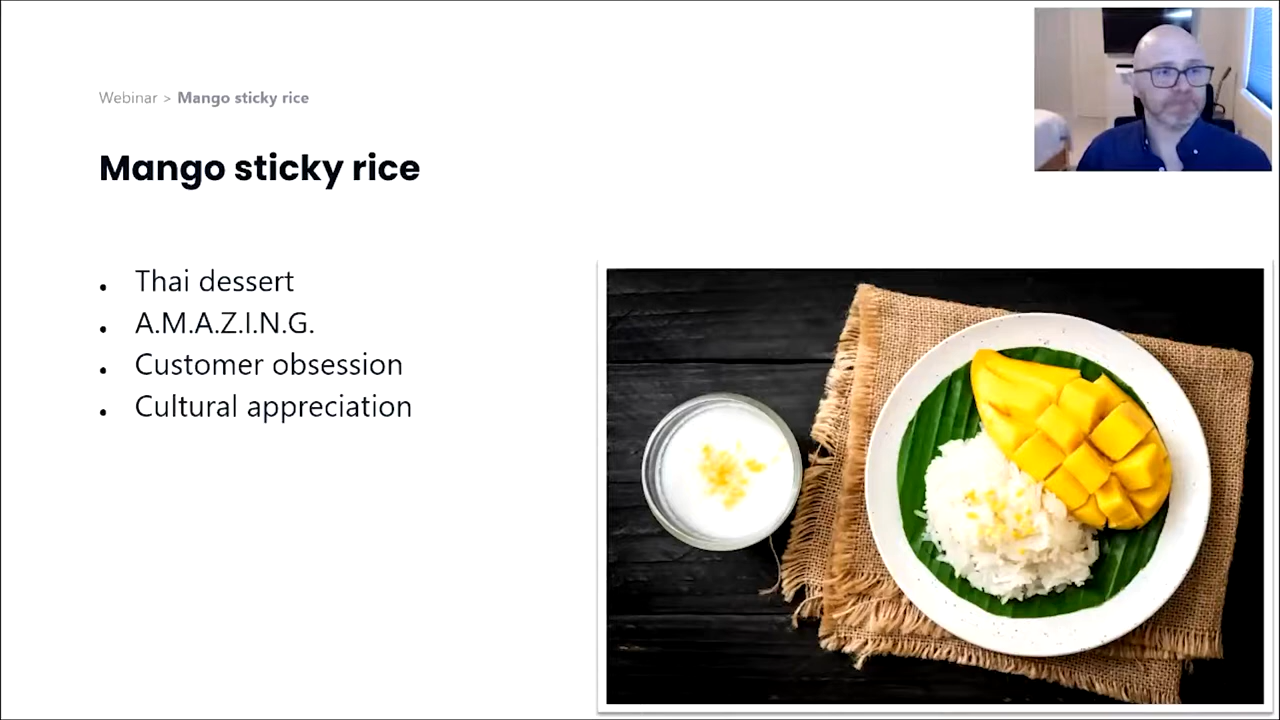 Webinar > Mango sticky rice
Mango sticky rice
Thai dessert
A.M.A.Z.I.N.G.
Customer obsession
Cultural appreciation